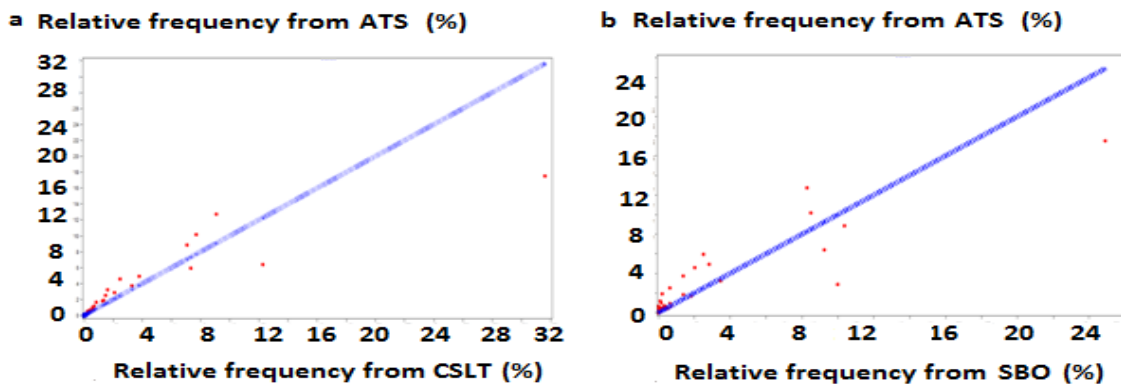 a Relative frequency from ATS (%)
32
28
24
20
16
12
8
4
0
0 4 8 12 16 20 24 28 32
Relative frequency from CSLT (%)
b Relative frequency from ATS (%)
24
20
16
12
8
4
0
0 4 8 12 16 20 24
Relative frequency from SBO (%)